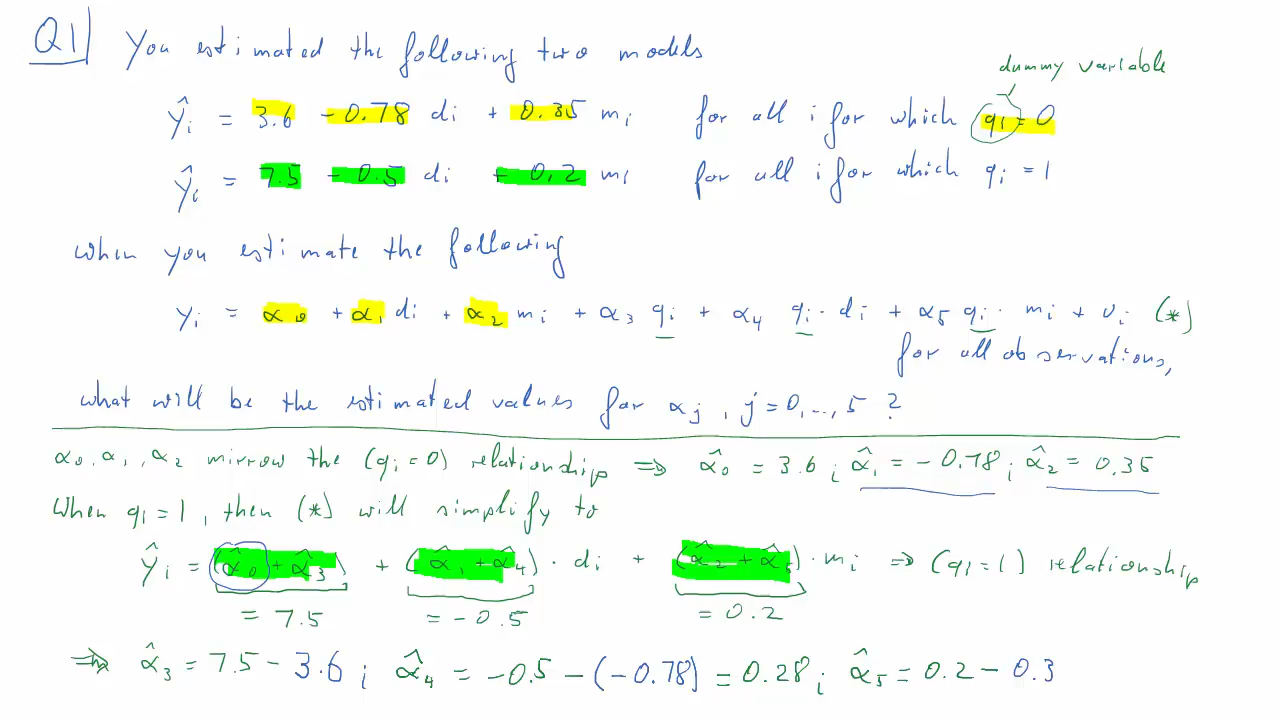 Q1 You estimated the following two models
dummy variable
ŷi = 3.6 - 0.78 di + 0.35 mi for all i for which qi = 0
ŷi = 7.5 - 0.5 di + 0.2 mi for all i for which qi = 1
When you estimate the following
yi = α0 + α1 di + α2 mi + α3 qi + α4 qi · di + α5 qi · mi + υi (*)
for all observations,
what will be the estimated values for αj , j = 0,..., 5 ?
α0, α1, α2 mirrow the (qi = 0) relationship ⇒ α̂0 = 3.6 ; α̂1 = -0.78 ; α̂2 = 0.35
When qi = 1, then (*) will simplify to
ŷi = (α̂0 + α̂3) + (α̂1 + α̂4) · di + (α̂2 + α̂5) · mi ⇒ (qi = 1) relationship
= 7.5 = -0.5 = 0.2
⇒ α̂3 = 7.5 - 3.6 ; α̂4 = -0.5 - (-0.78) = 0.28 ; α̂5 = 0.2 - 0.3